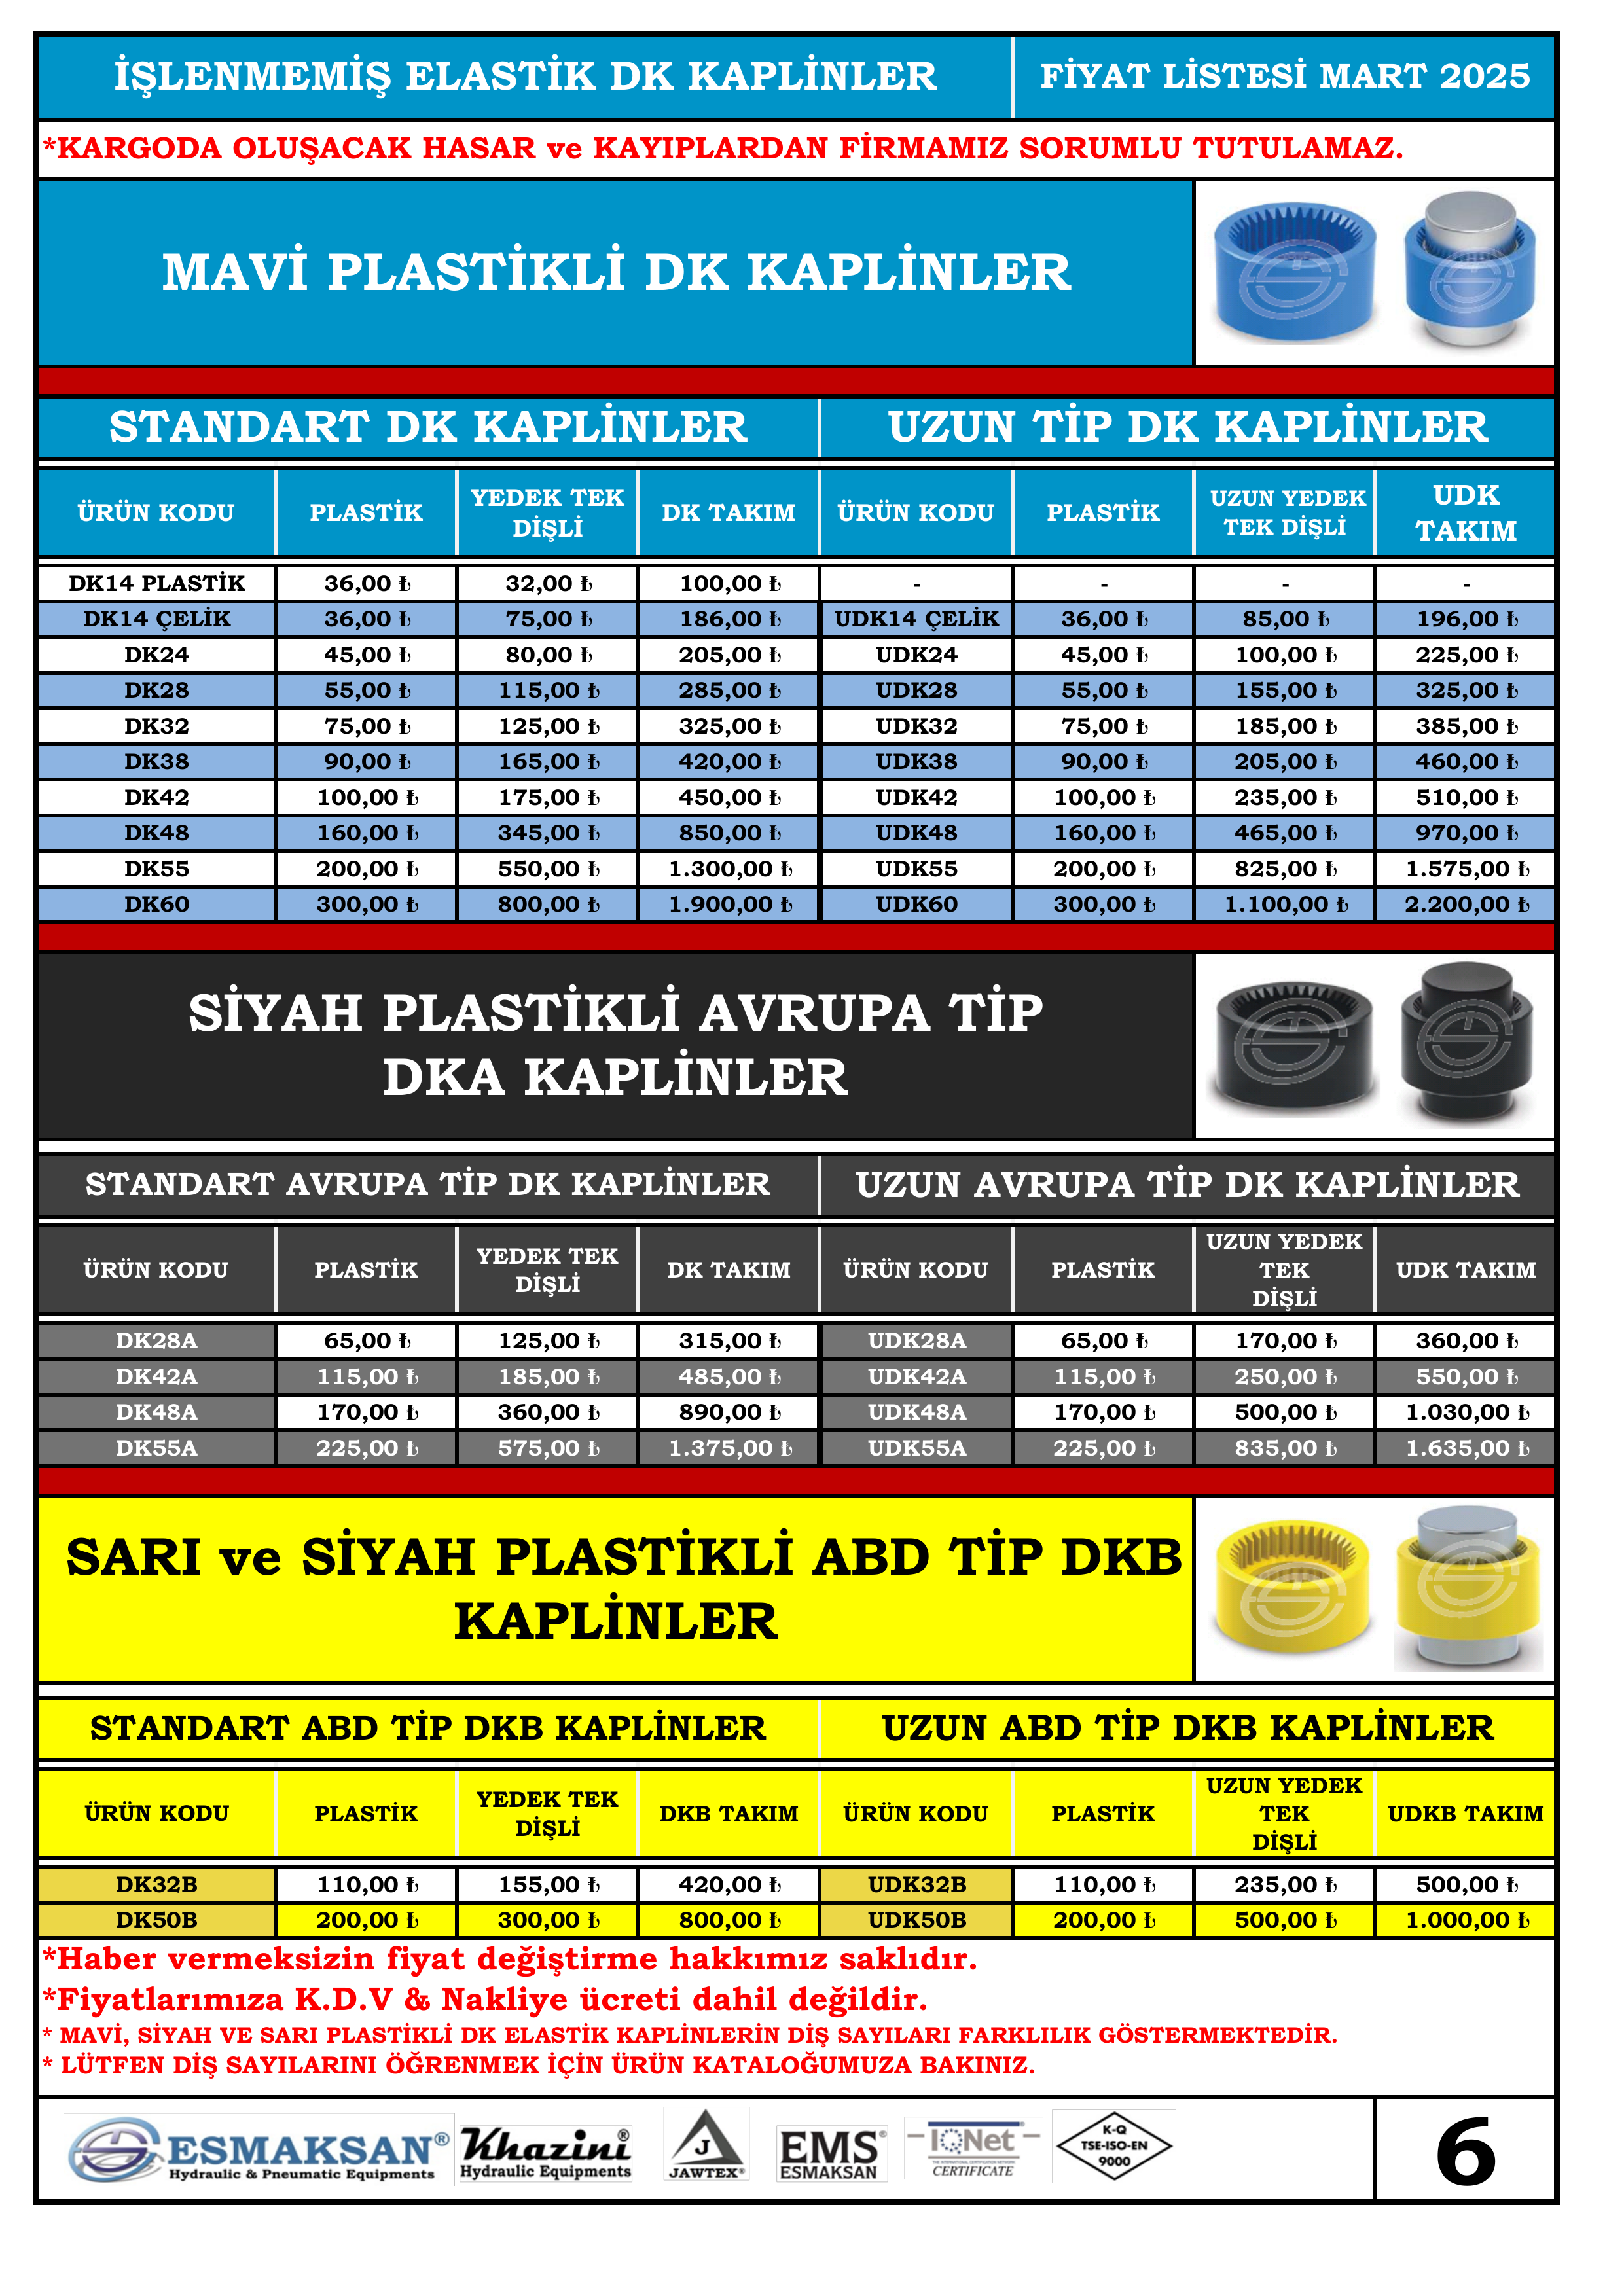 İŞLENMEMİŞ ELASTİK DK KAPLİNLER FİYAT LİSTESİ MART 2025
*KARGODA OLUŞACAK HASAR ve KAYIPLARDAN FİRMAMIZ SORUMLU TUTULAMAZ.
MAVİ PLASTİKLİ DK KAPLİNLER
STANDART DK KAPLİNLER UZUN TİP DK KAPLİNLER
ÜRÜN KODU PLASTİK YEDEK TEK DİŞLİ DK TAKIM ÜRÜN KODU PLASTİK UZUN YEDEK TEK DİŞLİ UDK TAKIM
DK14 PLASTİK 36,00 ₺ 32,00 ₺ 100,00 ₺ - - - -
DK14 ÇELİK 36,00 ₺ 75,00 ₺ 186,00 ₺ UDK14 ÇELİK 36,00 ₺ 85,00 ₺ 196,00 ₺
DK24 45,00 ₺ 80,00 ₺ 205,00 ₺ UDK24 45,00 ₺ 100,00 ₺ 225,00 ₺
DK28 55,00 ₺ 115,00 ₺ 285,00 ₺ UDK28 55,00 ₺ 155,00 ₺ 325,00 ₺
DK32 75,00 ₺ 125,00 ₺ 325,00 ₺ UDK32 75,00 ₺ 185,00 ₺ 385,00 ₺
DK38 90,00 ₺ 165,00 ₺ 420,00 ₺ UDK38 90,00 ₺ 205,00 ₺ 460,00 ₺
DK42 100,00 ₺ 175,00 ₺ 450,00 ₺ UDK42 100,00 ₺ 235,00 ₺ 510,00 ₺
DK48 160,00 ₺ 345,00 ₺ 850,00 ₺ UDK48 160,00 ₺ 465,00 ₺ 970,00 ₺
DK55 200,00 ₺ 550,00 ₺ 1.300,00 ₺ UDK55 200,00 ₺ 825,00 ₺ 1.575,00 ₺
DK60 300,00 ₺ 800,00 ₺ 1.900,00 ₺ UDK60 300,00 ₺ 1.100,00 ₺ 2.200,00 ₺
SİYAH PLASTİKLİ AVRUPA TİP
DKA KAPLİNLER
STANDART AVRUPA TİP DK KAPLİNLER UZUN AVRUPA TİP DK KAPLİNLER
ÜRÜN KODU PLASTİK YEDEK TEK DİŞLİ DK TAKIM ÜRÜN KODU PLASTİK UZUN YEDEK TEK DİŞLİ UDK TAKIM
DK28A 65,00 ₺ 125,00 ₺ 315,00 ₺ UDK28A 65,00 ₺ 170,00 ₺ 360,00 ₺
DK42A 115,00 ₺ 185,00 ₺ 485,00 ₺ UDK42A 115,00 ₺ 250,00 ₺ 550,00 ₺
DK48A 170,00 ₺ 360,00 ₺ 890,00 ₺ UDK48A 170,00 ₺ 500,00 ₺ 1.030,00 ₺
DK55A 225,00 ₺ 575,00 ₺ 1.375,00 ₺ UDK55A 225,00 ₺ 835,00 ₺ 1.635,00 ₺
SARI ve SİYAH PLASTİKLİ ABD TİP DKB
KAPLİNLER
STANDART ABD TİP DKB KAPLİNLER UZUN ABD TİP DKB KAPLİNLER
ÜRÜN KODU PLASTİK YEDEK TEK DİŞLİ DKB TAKIM ÜRÜN KODU PLASTİK UZUN YEDEK TEK DİŞLİ UDKB TAKIM
DK32B 110,00 ₺ 155,00 ₺ 420,00 ₺ UDK32B 110,00 ₺ 235,00 ₺ 500,00 ₺
DK50B 200,00 ₺ 300,00 ₺ 800,00 ₺ UDK50B 200,00 ₺ 500,00 ₺ 1.000,00 ₺
*Haber vermeksizin fiyat değiştirme hakkımız saklıdır.
*Fiyatlarımıza K.D.V & Nakliye ücreti dahil değildir.
* MAVİ, SİYAH VE SARI PLASTİKLİ DK ELASTİK KAPLİNLERİN DİŞ SAYILARI FARKLILIK GÖSTERMEKTEDİR.
* LÜTFEN DİŞ SAYILARINI ÖĞRENMEK İÇİN ÜRÜN KATALOĞUMUZA BAKINIZ.
ESMAKSAN®
Hydraulic & Pneumatic Equipments
Khazini®
Hydraulic Equipments
J
JAWTEX®
EMS®
ESMAKSAN
IQNet
CERTIFICATE
K-Q
TSE-ISO-EN
9000
6